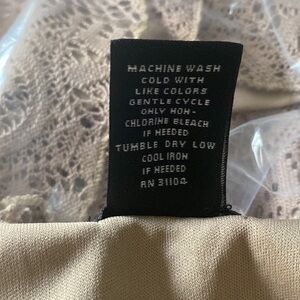 MACHINE WASH
COLD WITH
LIKE COLORS
GENTLE CYCLE
ONLY NON-
CHLORINE BLEACH
IF NEEDED
TUMBLE DRY LOW
COOL IRON
IF NEEDED
RN 31104